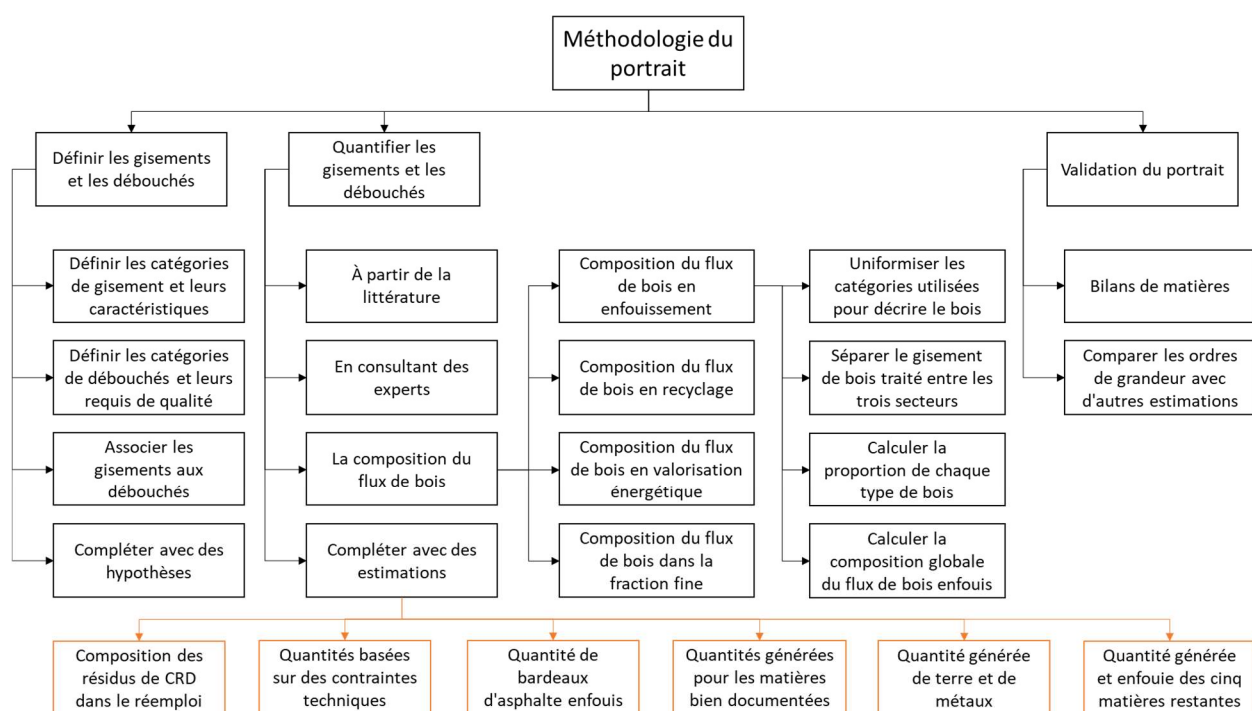 Méthodologie du
portrait
Définir les gisements
et les débouchés
Quantifier les
gisements et les
débouchés
Validation du portrait
Définir les catégories
de gisement et leurs
caractéristiques
À partir de la
littérature
Composition du flux
de bois en
enfouissement
Uniformiser les
catégories utilisées
pour décrire le bois
Bilans de matières
Définir les catégories
de débouchés et leurs
requis de qualité
En consultant des
experts
Composition du flux
de bois en recyclage
Séparer le gisement
de bois traité entre les
trois secteurs
Comparer les ordres
de grandeur avec
d'autres estimations
Associer les
gisements aux
débouchés
La composition du
flux de bois
Composition du flux
de bois en valorisation
énergétique
Calculer la
proportion de chaque
type de bois
Compléter avec des
hypothèses
Compléter avec des
estimations
Composition du flux
de bois dans la
fraction fine
Calculer la
composition globale
du flux de bois enfouis
Composition des
résidus de CRD
dans le réemploi
Quantités basées
sur des contraintes
techniques
Quantité de
bardeaux
d'asphalte enfouis
Quantités générées
pour les matières
bien documentées
Quantité générée
de terre et de
métaux
Quantité générée
et enfouie des cinq
matières restantes